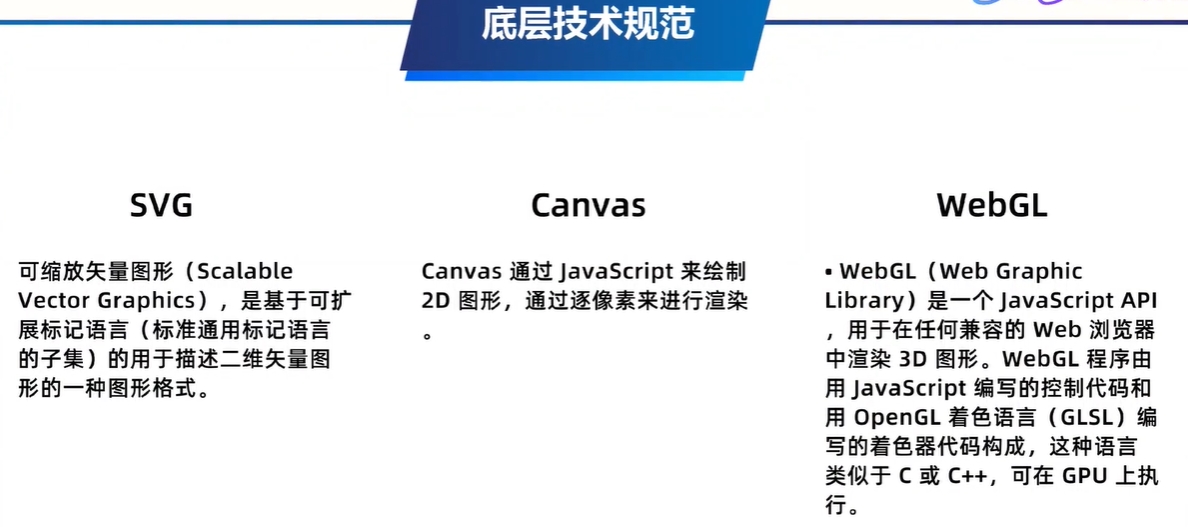 底层技术规范
SVG
可缩放矢量图形（Scalable
Vector Graphics），是基于可扩
展标记语言（标准通用标记语言
的子集）的用于描述二维矢量图
形的一种图形格式。
Canvas
Canvas 通过 JavaScript 来绘制
2D 图形，通过逐像素来进行渲染
。
WebGL
• WebGL（Web Graphic
Library）是一个 JavaScript API
，用于在任何兼容的 Web 浏览器
中渲染 3D 图形。WebGL 程序由
用 JavaScript 编写的控制代码和
用 OpenGL 着色语言（GLSL）编
写的着色器代码构成，这种语言
类似于 C 或 C++，可在 GPU 上执
行。